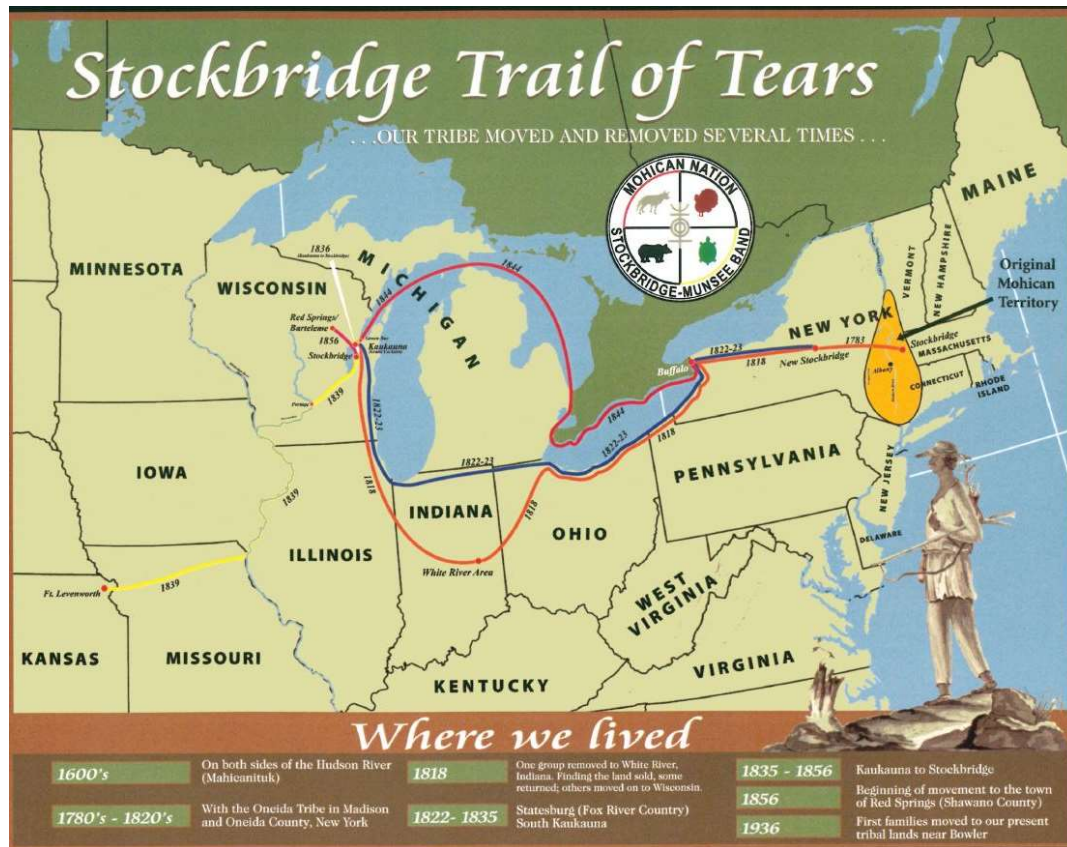 Stockbridge Trail of Tears
. . .OUR TRIBE MOVED AND REMOVED SEVERAL TIMES . . .
MOHICAN NATION
STOCKBRIDGE-MUNSEE BAND
MAINE
VERMONT
NEW HAMPSHIRE
Original
Mohican
Territory
MINNESOTA
WISCONSIN
1836
MICHIGAN
1844
1844
Red Springs/
Barteleme
1856
Stockbridge
Kaukauna
1839
NEW YORK
1822-23
1818
New Stockbridge
1783
Stockbridge
MASSACHUSETTS
Buffalo
Albany
CONNECTICUT
RHODE
ISLAND
1844
1822-23
1818
1822-23
1822-23
1818
1818
IOWA
1839
ILLINOIS
INDIANA
OHIO
PENNSYLVANIA
NEW JERSEY
DELAWARE
White River Area
WEST
VIRGINIA
VIRGINIA
Ft. Levenworth
1839
KANSAS
MISSOURI
KENTUCKY
Where we lived
1600's
On both sides of the Hudson River
(Mahicanituk)
1780's - 1820's
With the Oneida Tribe in Madison
and Oneida County, New York
1818
One group removed to White River,
Indiana. Finding the land sold, some
returned; others moved on to Wisconsin.
1822- 1835
Statesburg (Fox River Country)
South Kaukauna
1835 - 1856
Kaukauna to Stockbridge
1856
Beginning of movement to the town
of Red Springs (Shawano County)
1936
First families moved to our present
tribal lands near Bowler